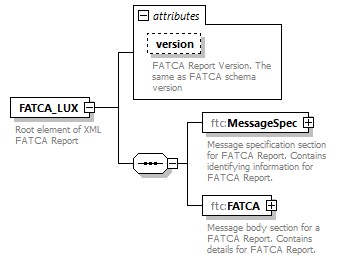 attributes
version
FATCA Report Version. The
same as FATCA schema
version
FATCA_LUX
Root element of XML
FATCA Report
ftc:MessageSpec
Message specification section
for FATCA Report. Contains
identifying information for
FATCA Report.
ftc:FATCA
Message body section for a
FATCA Report. Contains
details for FATCA Report.